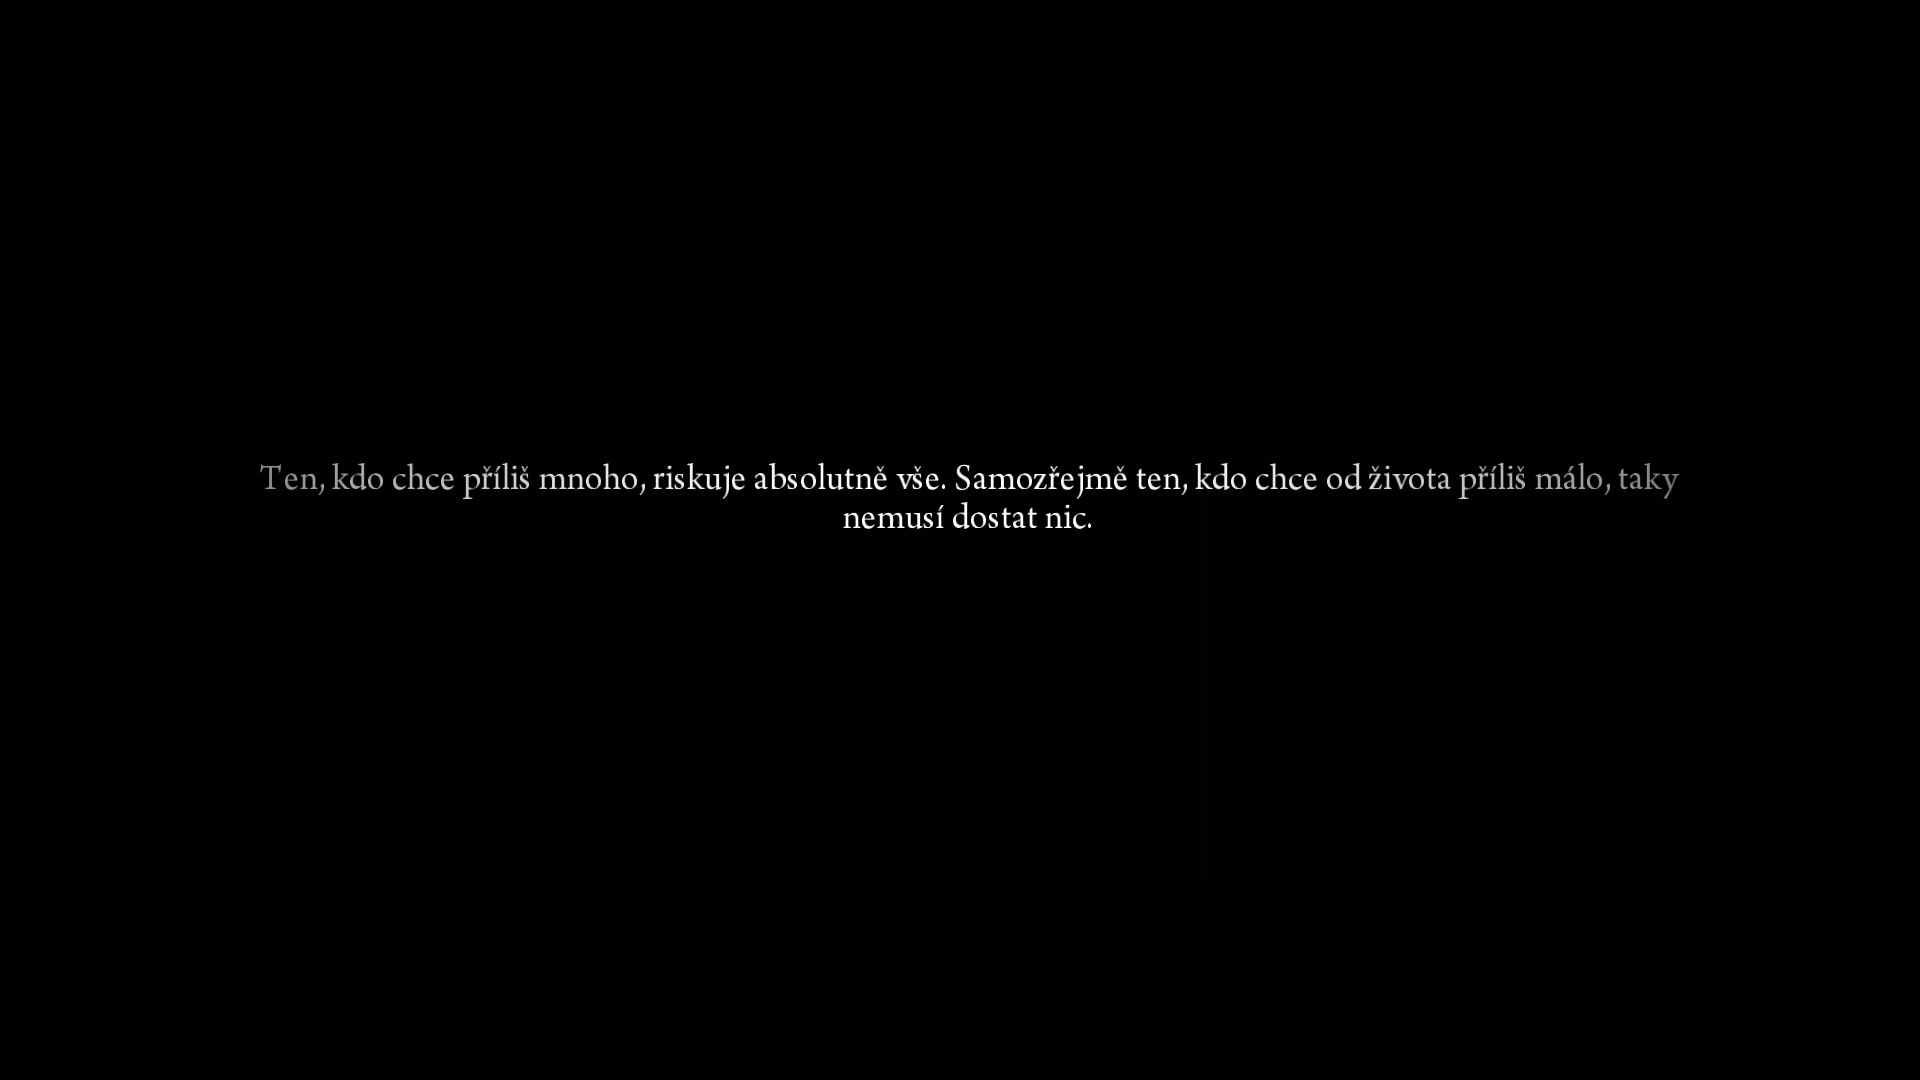 Ten, kdo chce příliš mnoho, riskuje absolutně vše. Samozřejmě ten, kdo chce od života příliš málo, taky
nemusí dostat nic.